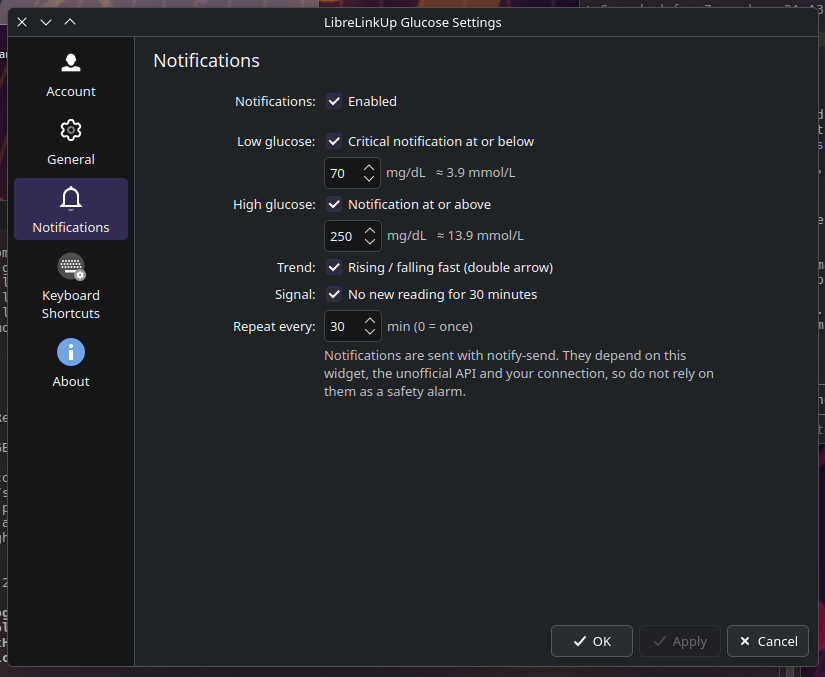 LibreLinkUp Glucose Settings
Account
General
Notifications
Keyboard
Shortcuts
About
Notifications
Notifications: Enabled
Low glucose: Critical notification at or below
70 mg/dL ≈ 3.9 mmol/L
High glucose: Notification at or above
250 mg/dL ≈ 13.9 mmol/L
Trend: Rising / falling fast (double arrow)
Signal: No new reading for 30 minutes
Repeat every: 30 min (0 = once)
Notifications are sent with notify-send. They depend on this
widget, the unofficial API and your connection, so do not rely on
them as a safety alarm.
OK
Apply
Cancel